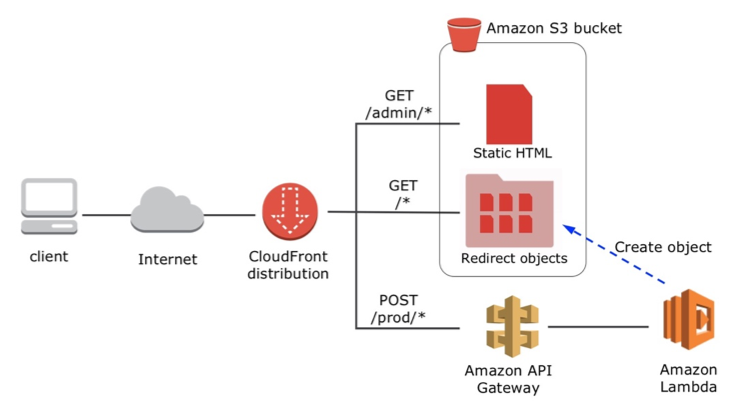 Amazon S3 bucket
GET
/admin/*
Static HTML
GET
/*
Redirect objects
client
Internet
CloudFront
distribution
Create object
POST
/prod/*
Amazon API
Gateway
Amazon
Lambda